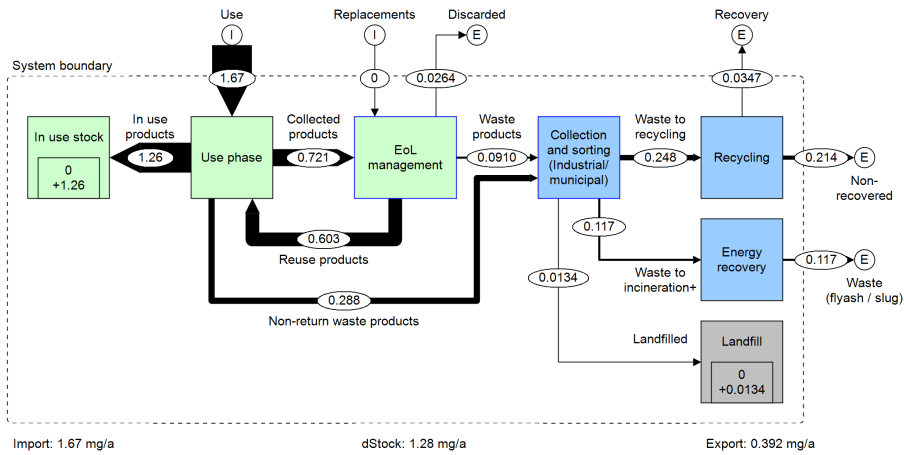 Use
I
1.67
Replacements
I
0
Discarded
E
0.0264
Recovery
E
0.0347
System boundary
In use stock
0
+1.26
In use
products
1.26
Use phase
Collected
products
0.721
EoL
management
Waste
products
0.0910
Collection
and sorting
(Industrial/
municipal)
Waste to
recycling
0.248
Recycling
0.214
E
Non-
recovered
0.603
Reuse products
0.288
Non-return waste products
0.117
Waste to
incineration+
Energy
recovery
0.117
E
Waste
(flyash / slug)
0.0134
Landfilled
Landfill
0
+0.0134
Import: 1.67 mg/a
dStock: 1.28 mg/a
Export: 0.392 mg/a